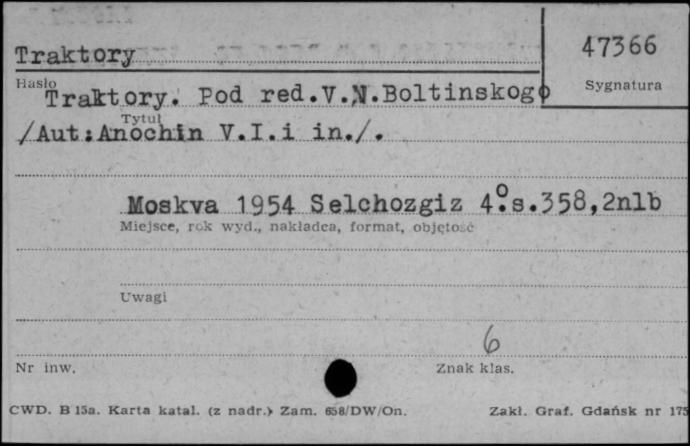 Traktory
47366
Hasło
Sygnatura
Traktory. Pod red.V.N.Boltinskogo
Tytuł
/Aut:Anochin V.I.i in./.
Moskva 1954 Selchozgiz 4°.s.358,2nlb
Miejsce, rok wyd., nakładca, format, objętość
Uwagi
6
Nr inw.
Znak klas.
CWD. B 15a. Karta katal. (z nadr.) Zam. 658/DW/On.
Zakł. Graf. Gdańsk nr 175